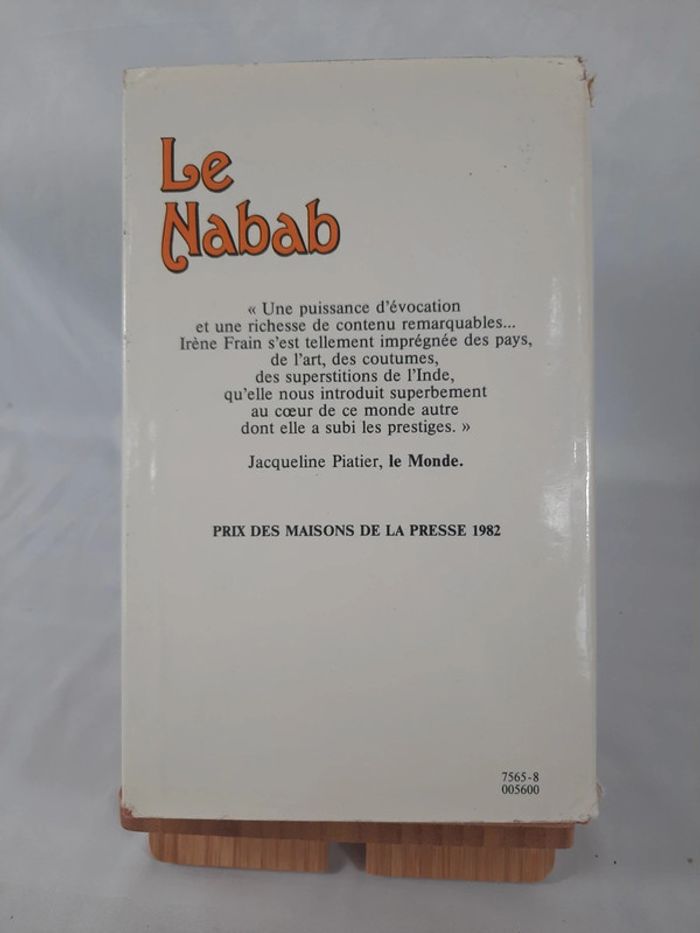 Le
Nabab
« Une puissance d'évocation
et une richesse de contenu remarquables...
Irène Frain s'est tellement imprégnée des pays,
de l'art, des coutumes,
des superstitions de l'Inde,
qu'elle nous introduit superbement
au cœur de ce monde autre
dont elle a subi les prestiges. »
Jacqueline Piatier, le Monde.
PRIX DES MAISONS DE LA PRESSE 1982
7565-8
005600